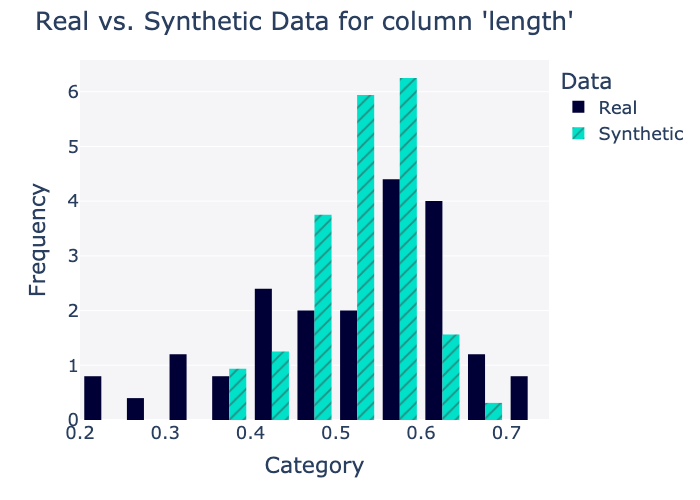 Real vs. Synthetic Data for column 'length'
Data
Real
Synthetic
Frequency
6
5
4
3
2
1
0
0.2 0.3 0.4 0.5 0.6 0.7
Category